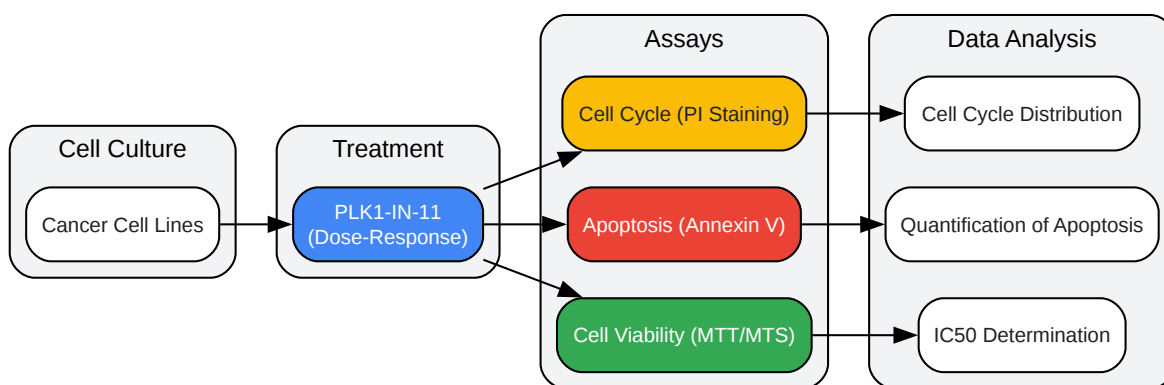 Cell Culture
Cancer Cell Lines
Treatment
PLK1-IN-11
(Dose-Response)
Assays
Cell Cycle (PI Staining)
Apoptosis (Annexin V)
Cell Viability (MTT/MTS)
Data Analysis
Cell Cycle Distribution
Quantification of Apoptosis
IC50 Determination